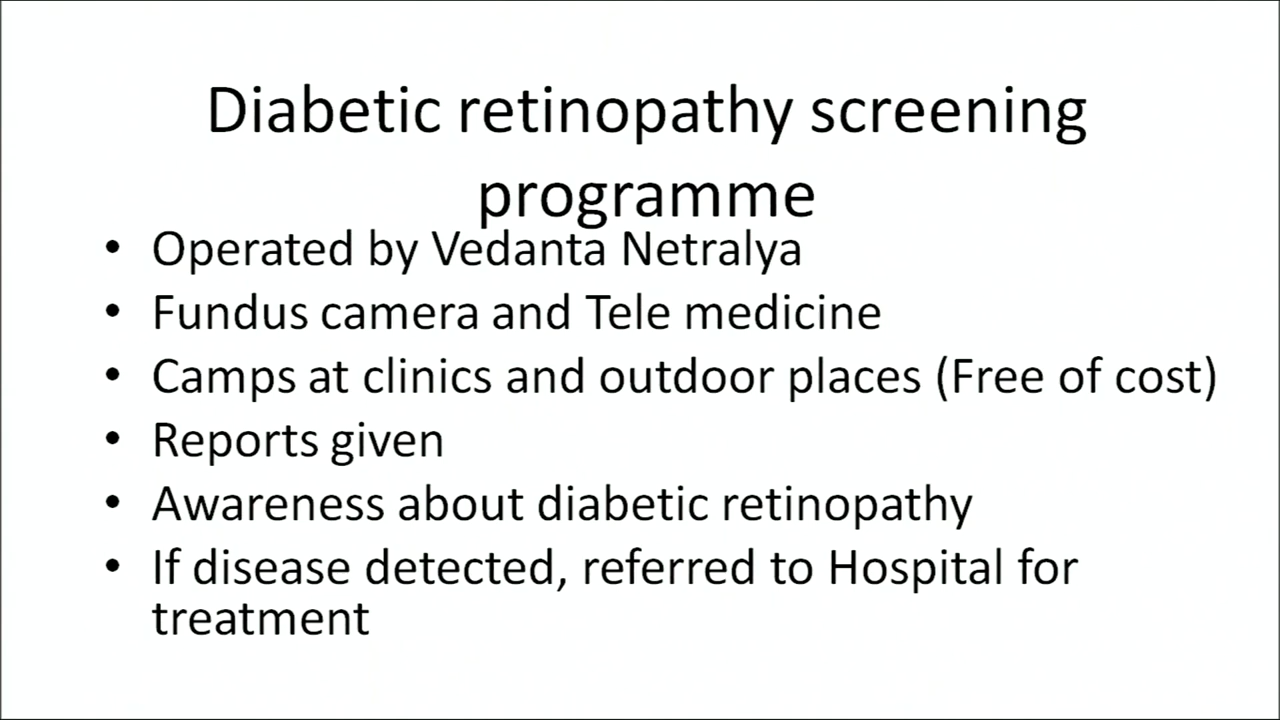 Diabetic retinopathy screening
programme
• Operated by Vedanta Netralya
• Fundus camera and Tele medicine
• Camps at clinics and outdoor places (Free of cost)
• Reports given
• Awareness about diabetic retinopathy
• If disease detected, referred to Hospital for
treatment